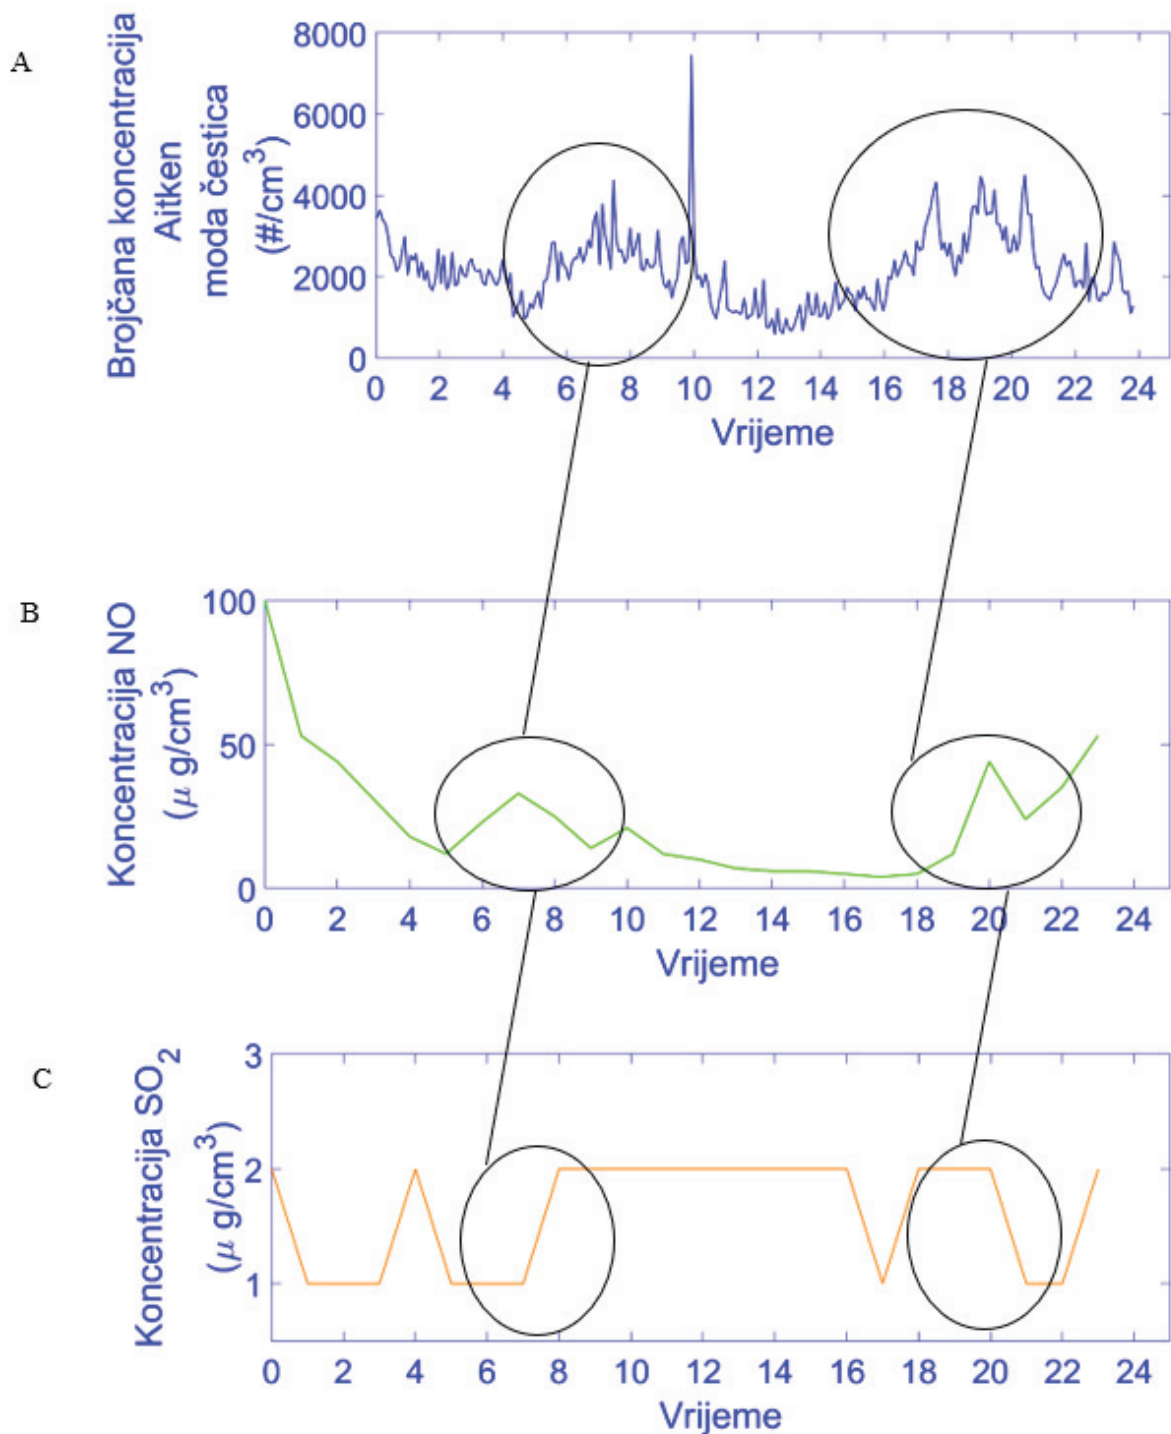 A
Brojčana koncentracija
Aitken
moda čestica
(#/cm³)
8000
6000
4000
2000
0
0 2 4 6 8 10 12 14 16 18 20 22 24
Vrijeme
B
Koncentracija NO
(μ g/cm³)
100
50
0
0 2 4 6 8 10 12 14 16 18 20 22 24
Vrijeme
C
Koncentracija SO₂
(μ g/cm³)
3
2
1
0 2 4 6 8 10 12 14 16 18 20 22 24
Vrijeme